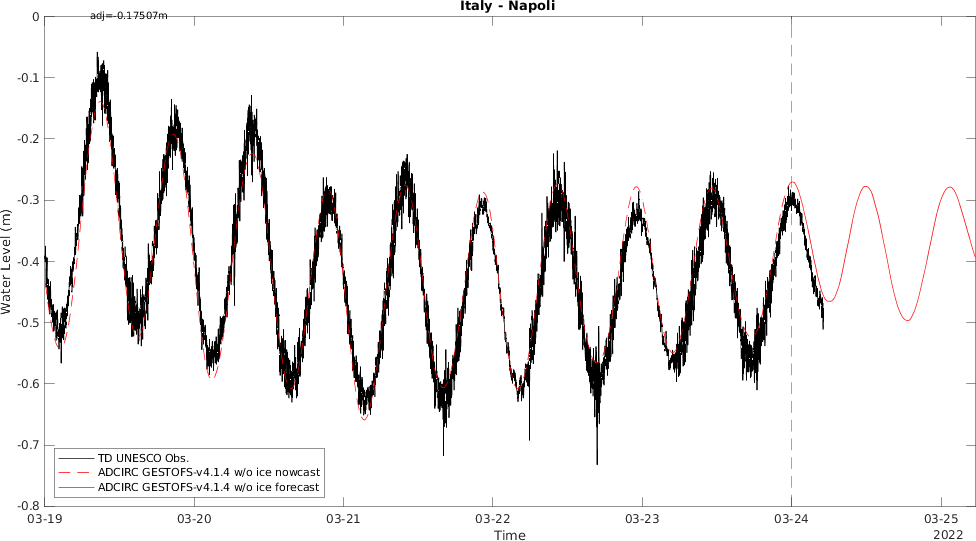 Italy - Napoli
adj=-0.17507m
0
-0.1
-0.2
-0.3
-0.4
-0.5
-0.6
-0.7
-0.8
Water Level (m)
TD UNESCO Obs.
ADCIRC GESTOFS-v4.1.4 w/o ice nowcast
ADCIRC GESTOFS-v4.1.4 w/o ice forecast
03-19 03-20 03-21 03-22 03-23 03-24 03-25
Time
2022